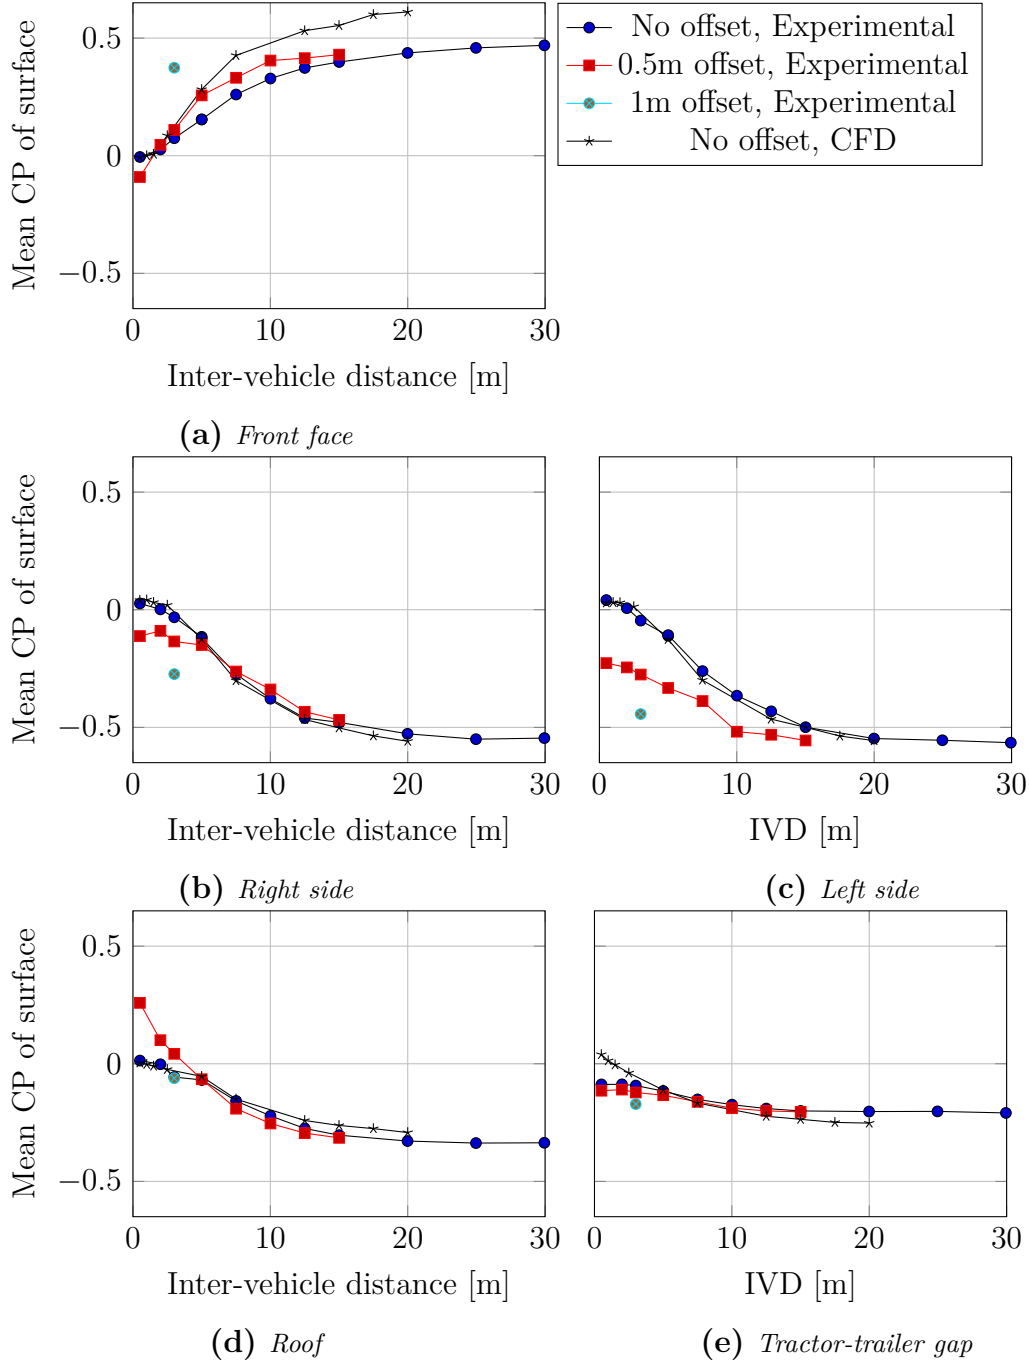 No offset, Experimental
0.5m offset, Experimental
1m offset, Experimental
No offset, CFD
Mean CP of surface
0.5
0
−0.5
0 10 20 30
Inter-vehicle distance [m]
(a) Front face
Mean CP of surface
0.5
0
−0.5
0 10 20 30
Inter-vehicle distance [m]
(b) Right side
0 10 20 30
IVD [m]
(c) Left side
Mean CP of surface
0.5
0
−0.5
0 10 20 30
Inter-vehicle distance [m]
(d) Roof
0 10 20 30
IVD [m]
(e) Tractor-trailer gap